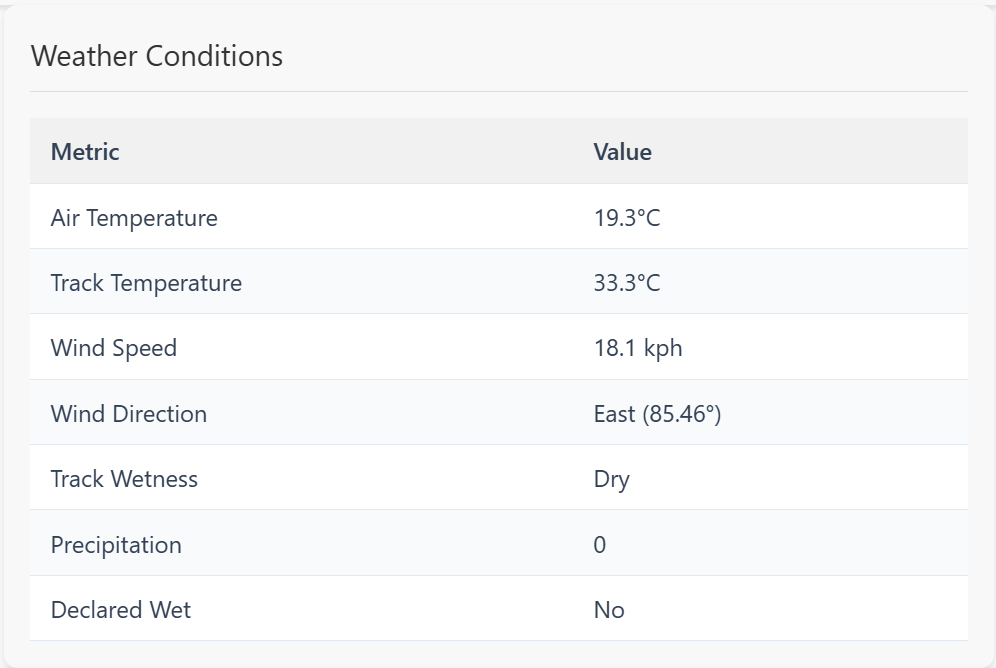 Weather Conditions
Metric Value
Air Temperature 19.3°C
Track Temperature 33.3°C
Wind Speed 18.1 kph
Wind Direction East (85.46°)
Track Wetness Dry
Precipitation 0
Declared Wet No